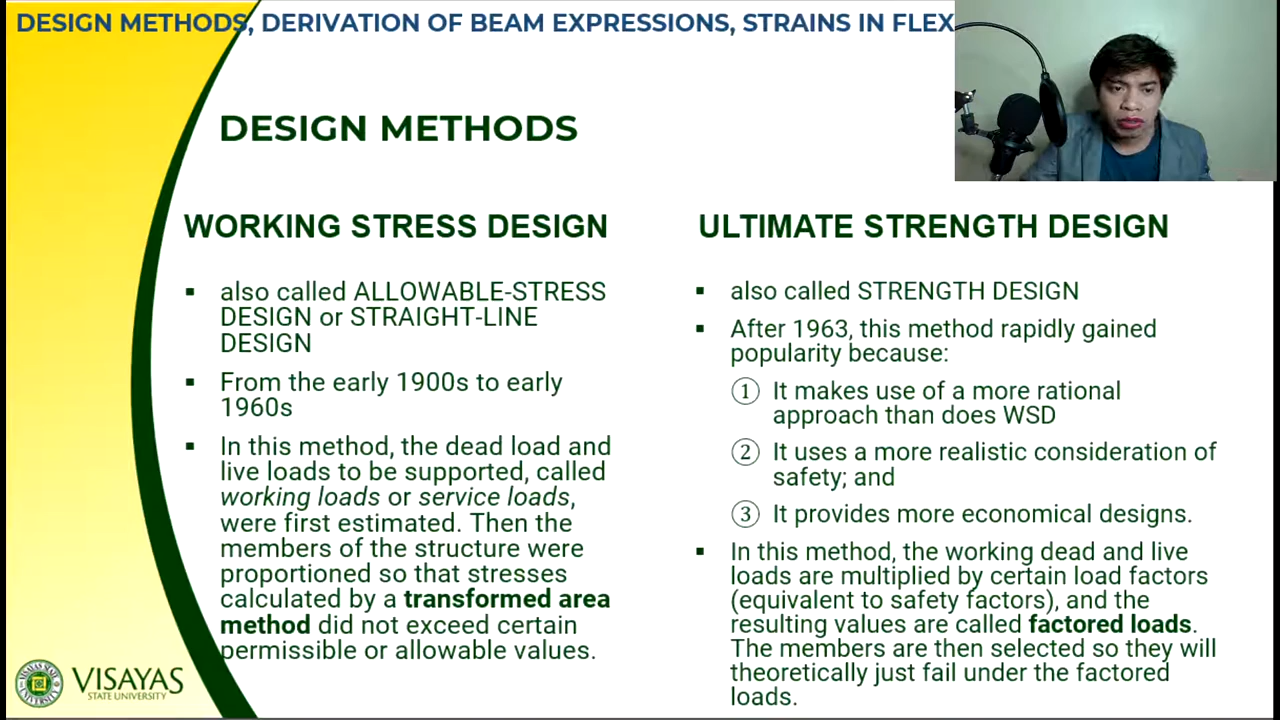 DESIGN METHODS, DERIVATION OF BEAM EXPRESSIONS, STRAINS IN FLEX
DESIGN METHODS
WORKING STRESS DESIGN
▪ also called ALLOWABLE-STRESS
DESIGN or STRAIGHT-LINE
DESIGN
▪ From the early 1900s to early
1960s
▪ In this method, the dead load and
live loads to be supported, called
working loads or service loads,
were first estimated. Then the
members of the structure were
proportioned so that stresses
calculated by a transformed area
method did not exceed certain
permissible or allowable values.
ULTIMATE STRENGTH DESIGN
▪ also called STRENGTH DESIGN
▪ After 1963, this method rapidly gained
popularity because:
① It makes use of a more rational
approach than does WSD
② It uses a more realistic consideration of
safety; and
③ It provides more economical designs.
▪ In this method, the working dead and live
loads are multiplied by certain load factors
(equivalent to safety factors), and the
resulting values are called factored loads.
The members are then selected so they will
theoretically just fail under the factored
loads.
VISAYAS
STATE UNIVERSITY